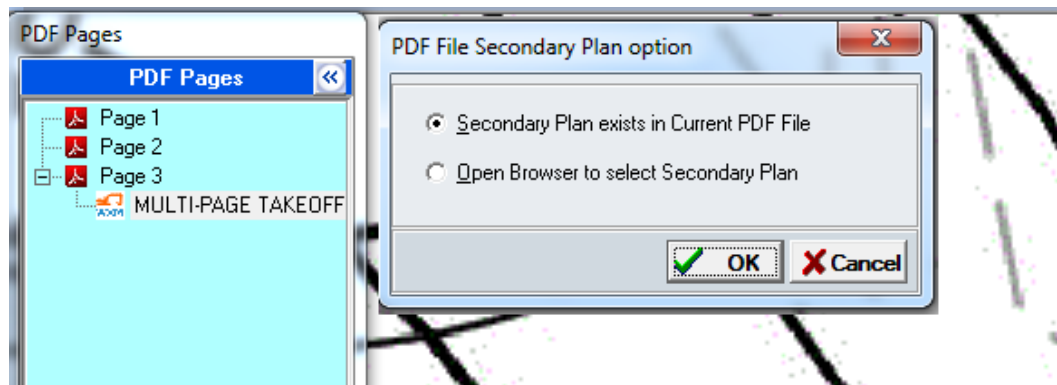 PDF Pages
PDF Pages
Page 1
Page 2
Page 3
AXM
MULTI-PAGE TAKEOFF
PDF File Secondary Plan option
Secondary Plan exists in Current PDF File
Open Browser to select Secondary Plan
OK
Cancel